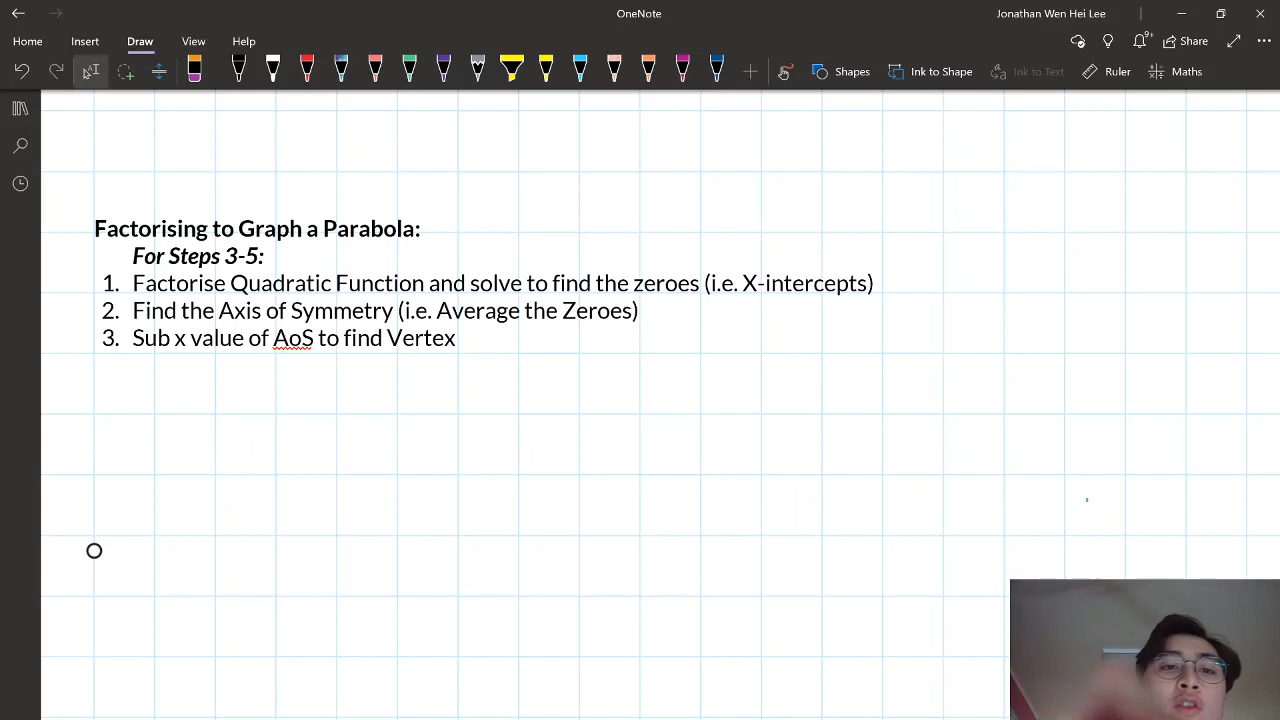 OneNote
Jonathan Wen Hei Lee
Home
Insert
Draw
View
Help
9+
Share
Shapes
Ink to Shape
Ink to Text
Ruler
Maths
Factorising to Graph a Parabola:
For Steps 3-5:
1. Factorise Quadratic Function and solve to find the zeroes (i.e. X-intercepts)
2. Find the Axis of Symmetry (i.e. Average the Zeroes)
3. Sub x value of AoS to find Vertex